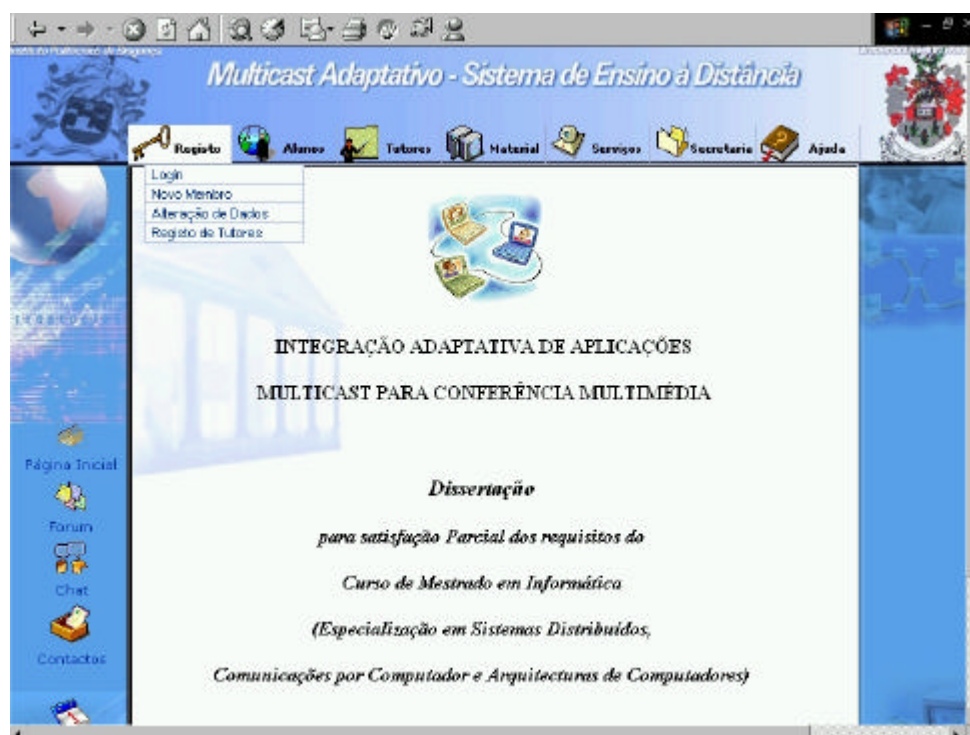 Multicast Adaptativo - Sistema de Ensino à Distância
Registo Alunos Tutores Material Serviços Secretaria Ajuda
Login
Novo Membro
Alteração de Dados
Registo de Tutores
INTEGRAÇÃO ADAPTATIVA DE APLICAÇÕES
MULTICAST PARA CONFERÊNCIA MULTIMÉDIA
Página Inicial
Dissertação
Forum
para satisfação Parcial dos requisitos do
Chat
Curso de Mestrado em Informática
(Especialização em Sistemas Distribuídos,
Contactos
Comunicações por Computador e Arquitecturas de Computadores)